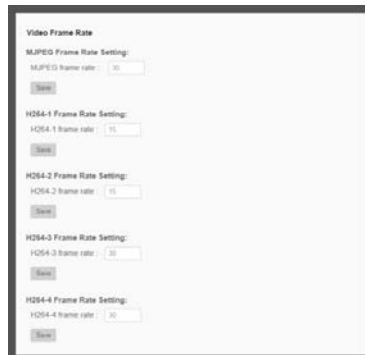 Video Frame Rate
MJPEG Frame Rate Setting:
MJPEG frame rate : 30
Save
H264-1 Frame Rate Setting:
H264-1 frame rate : 15
Save
H264-2 Frame Rate Setting:
H264-2 frame rate : 15
Save
H264-3 Frame Rate Setting:
H264-3 frame rate : 30
Save
H264-4 Frame Rate Setting:
H264-4 frame rate : 30
Save